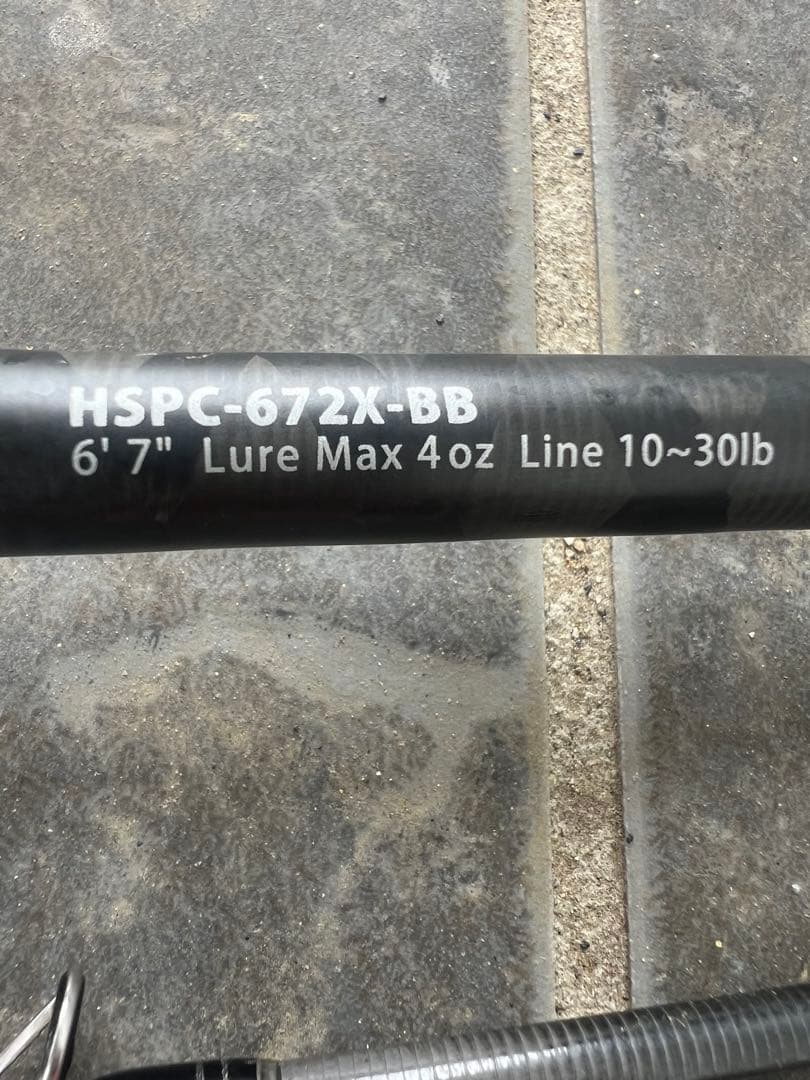 HSPC-672X-BB
6' 7" Lure Max 4oz Line 10~30lb